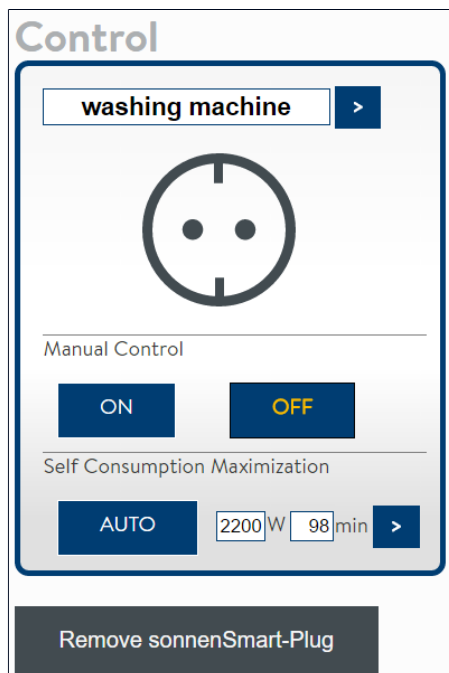 Control
washing machine >
Manual Control
ON OFF
Self Consumption Maximization
AUTO 2200 W 98 min >
Remove sonnenSmart-Plug